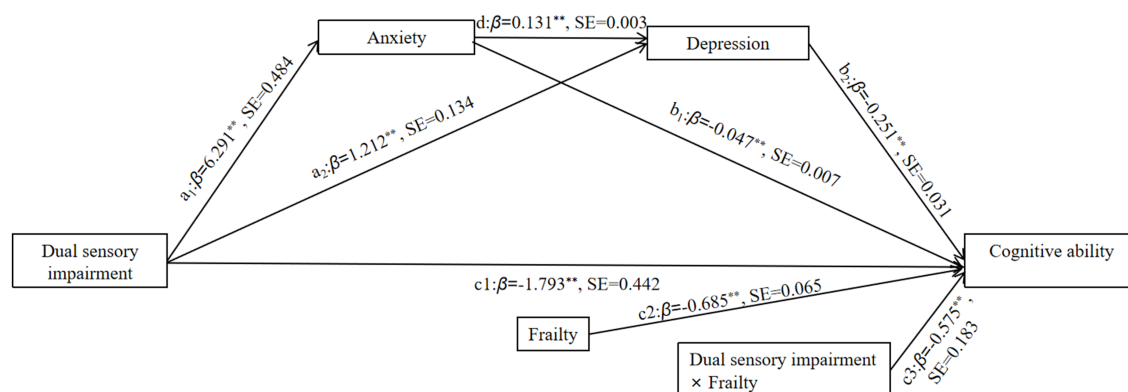 d:β=0.131**, SE=0.003
Anxiety
Depression
a₁:β=6.291**, SE=0.484
a₂:β=1.212**, SE=0.134
b₁:β=-0.047**, SE=0.007
b₂:β=-0.251**, SE=0.031
Dual sensory
impairment
Cognitive ability
c1:β=-1.793**, SE=0.442
c2:β=-0.685**, SE=0.065
Frailty
c3:β=-0.575**,
SE=0.183
Dual sensory impairment
× Frailty